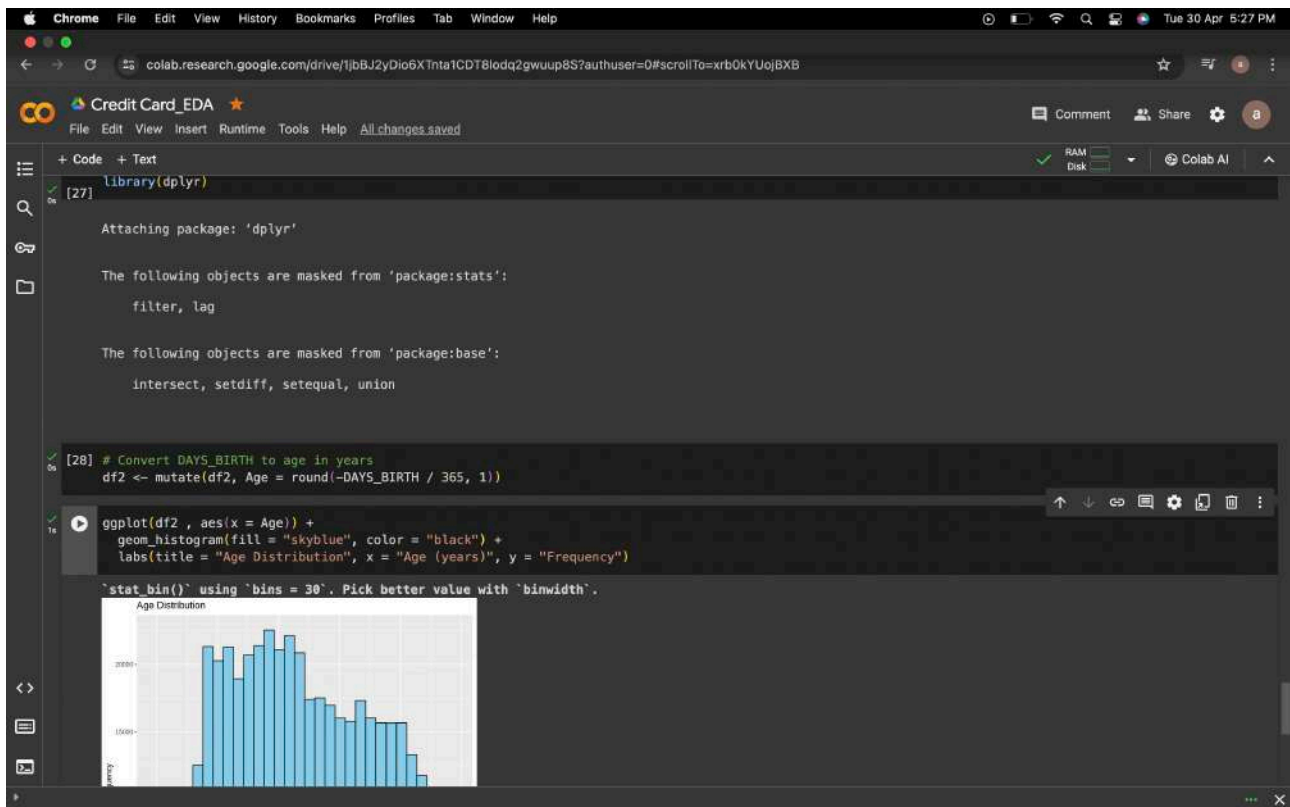 Chrome File Edit View History Bookmarks Profiles Tab Window Help Tue 30 Apr 5:27 PM
colab.research.google.com/drive/1jbBJ2yDio6XTnta1CDT8lodq2gwuup8S?authuser=0#scrollTo=xrb0kYUojBXB
CO Credit Card_EDA Comment Share a
File Edit View Insert Runtime Tools Help All changes saved
+ Code + Text RAM Disk Colab AI
[27] library(dplyr)
0s
Attaching package: ‘dplyr’
The following objects are masked from ‘package:stats’:
filter, lag
The following objects are masked from ‘package:base’:
intersect, setdiff, setequal, union
[28] # Convert DAYS_BIRTH to age in years
0s df2 <- mutate(df2, Age = round(-DAYS_BIRTH / 365, 1))
1s ggplot(df2 , aes(x = Age)) +
geom_histogram(fill = "skyblue", color = "black") +
labs(title = "Age Distribution", x = "Age (years)", y = "Frequency")
`stat_bin()` using `bins = 30`. Pick better value with `binwidth`.
Age Distribution
20000
15000